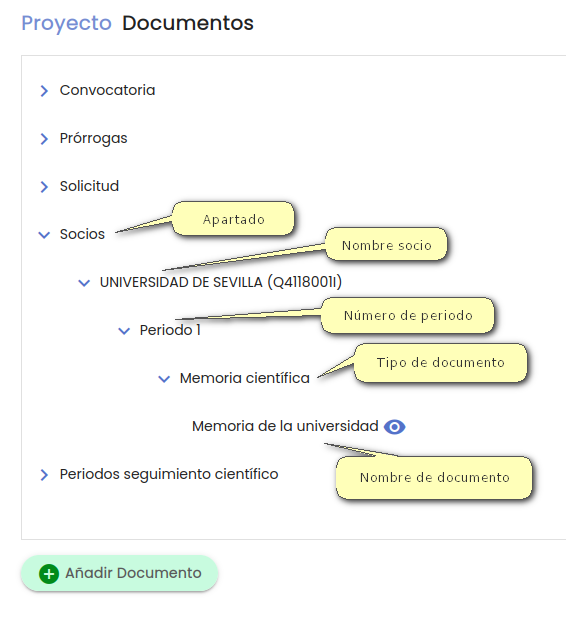 Proyecto Documentos
Convocatoria
Prórrogas
Solicitud
Socios
Apartado
Nombre socio
UNIVERSIDAD DE SEVILLA (Q4118001I)
Número de periodo
Periodo 1
Tipo de documento
Memoria científica
Memoria de la universidad
Periodos seguimiento científico
Nombre de documento
Añadir Documento